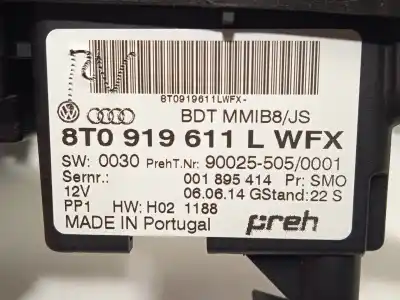 8T0919611LWFX-
BDT MMIB8/JS
8T0 919 611 L WFX
SW: 0030 PrehT.Nr: 90025-505/0001
Sernr.: 001 895 414 Pr: SMO
12V 06.06.14 GStand: 22 S
PP1 HW: H02 1188
MADE IN Portugal preh